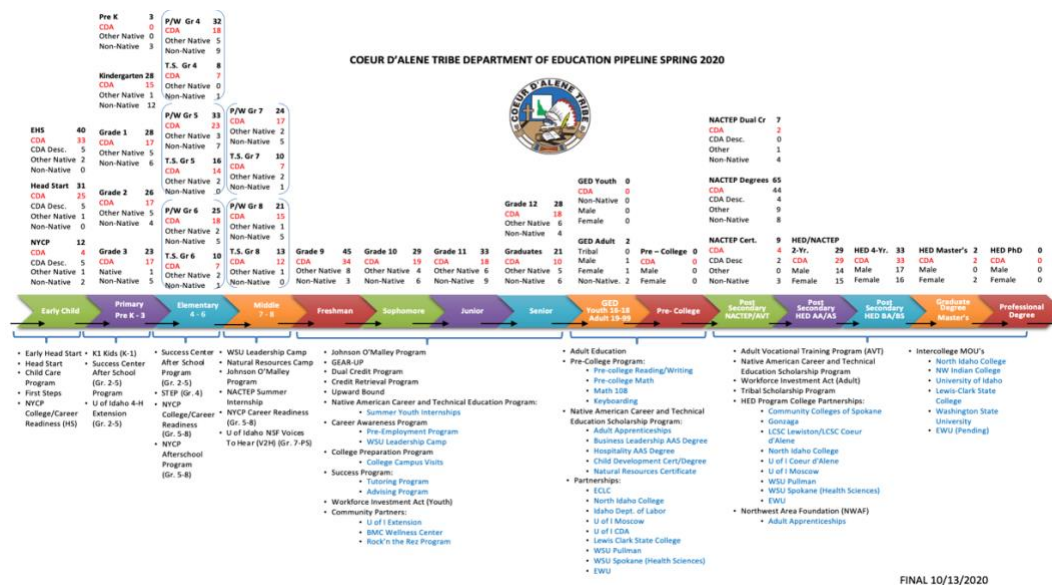 COEUR D'ALENE TRIBE DEPARTMENT OF EDUCATION PIPELINE SPRING 2020
COEUR D'ALENE TRIBE
EHS 40
CDA 33
CDA Desc. 5
Other Native 2
Non-Native 0
Head Start 31
CDA 25
CDA Desc. 5
Other Native 1
Non-Native 0
NYCP 12
CDA 4
CDA Desc. 5
Other Native 1
Non-Native 2
Pre K 3
CDA 0
Other Native 0
Non-Native 3
Kindergarten 28
CDA 15
Other Native 1
Non-Native 12
Grade 1 28
CDA 17
Other Native 5
Non-Native 6
Grade 2 26
CDA 17
Other Native 5
Non-Native 4
Grade 3 23
CDA 17
Native 1
Non-Native 5
P/W Gr 4 32
CDA 18
Other Native 5
Non-Native 9
T.S. Gr 4 8
CDA 7
Other Native 0
Non-Native 1
P/W Gr 5 33
CDA 23
Other Native 3
Non-Native 7
T.S. Gr 5 16
CDA 14
Other Native 2
Non-Native 0
P/W Gr 6 25
CDA 18
Other Native 2
Non-Native 5
T.S. Gr 6 10
CDA 7
Other Native 2
Non-Native 1
P/W Gr 7 24
CDA 17
Other Native 2
Non-Native 5
T.S. Gr 7 10
CDA 7
Other Native 2
Non-Native 1
P/W Gr 8 21
CDA 15
Other Native 1
Non-Native 5
T.S. Gr 8 13
CDA 12
Other Native 1
Non-Native 0
Grade 9 45
CDA 34
Other Native 8
Non-Native 3
Grade 10 29
CDA 19
Other Native 4
Non-Native 6
Grade 11 33
CDA 18
Other Native 6
Non-Native 9
Grade 12 28
CDA 18
Other Native 6
Non-Native 4
Graduates 21
CDA 10
Other Native 5
Non-Native 6
GED Youth 0
CDA 0
Non-Native 0
Male 0
Female 0
GED Adult 2
Tribal 0
Male 1
Female 1
Non-Native. 2
Pre – College 0
CDA 0
Male 0
Female 0
NACTEP Dual Cr 7
CDA 2
CDA Desc. 0
Other 1
Non-Native 4
NACTEP Degrees 65
CDA 44
CDA Desc. 4
Other 9
Non-Native 8
NACTEP Cert. 9
CDA 4
CDA Desc 2
Other 0
Non-Native 3
HED/NACTEP
2-Yr. 29
CDA 29
Male 14
Female 15
HED 4-Yr. 33
CDA 33
Male 17
Female 16
HED Master's 2
CDA 2
Male 0
Female 2
HED PhD 0
CDA 0
Male 0
Female 0
Early Child
Primary
Pre K - 3
Elementary
4 - 6
Middle
7 - 8
Freshman
Sophomore
Junior
Senior
GED
Youth 16-18
Adult 19-99
Pre- College
Post
Secondary
NACTEP/AVT
Post
Secondary
HED AA/AS
Post
Secondary
HED BA/BS
Graduate
Degree
Master's
Professional
Degree
• Early Head Start
• Head Start
• Child Care
Program
• First Steps
• NYCP
College/Career
Readiness (HS)
• K1 Kids (K-1)
• Success Center
After School
(Gr. 2-5)
Program
• U of Idaho 4-H
Extension
(Gr. 2-5)
• Success Center
After School
Program
(Gr. 2-5)
• STEP (Gr. 4)
• NYCP
College/Career
Readiness
(Gr. 5-8)
• NYCP
Afterschool
Program
(Gr. 5-8)
• WSU Leadership Camp
• Natural Resources Camp
• Johnson O'Malley
Program
• NACTEP Summer
Internship
• NYCP Career Readiness
(Gr. 5-8)
• U of Idaho NSF Voices
To Hear (V2H) (Gr. 7-PS)
• Johnson O'Malley Program
• GEAR-UP
• Dual Credit Program
• Credit Retrieval Program
• Upward Bound
• Native American Career and Technical Education Program:
• Summer Youth Internships
• Career Awareness Program
• Pre-Employment Program
• WSU Leadership Camp
• College Preparation Program
• College Campus Visits
• Success Program:
• Tutoring Program
• Advising Program
• Workforce Investment Act (Youth)
• Community Partners:
• U of I Extension
• BMC Wellness Center
• Rock'n the Rez Program
• Adult Education
• Pre-College Program:
• Pre-college Reading/Writing
• Pre-college Math
• Math 108
• Keyboarding
• Native American Career and Technical
Education Scholarship Program:
• Adult Apprenticeships
• Business Leadership AAS Degree
• Hospitality AAS Degree
• Child Development Cert/Degree
• Natural Resources Certificate
• Partnerships:
• ECLC
• North Idaho College
• Idaho Dept. of Labor
• U of I Moscow
• U of I CDA
• Lewis Clark State College
• WSU Pullman
• WSU Spokane (Health Sciences)
• EWU
• Adult Vocational Training Program (AVT)
• Native American Career and Technical
Education Scholarship Program
• Workforce Investment Act (Adult)
• Tribal Scholarship Program
• HED Program College Partnerships:
• Community Colleges of Spokane
• Gonzaga
• LCSC Lewiston/LCSC Coeur
d'Alene
• North Idaho College
• U of I Coeur d'Alene
• U of I Moscow
• WSU Pullman
• WSU Spokane (Health Sciences)
• EWU
• Northwest Area Foundation (NWAF)
• Adult Apprenticeships
• Intercollege MOU's
• North Idaho College
• NW Indian College
• University of Idaho
• Lewis-Clark State
College
• Washington State
University
• EWU (Pending)
FINAL 10/13/2020